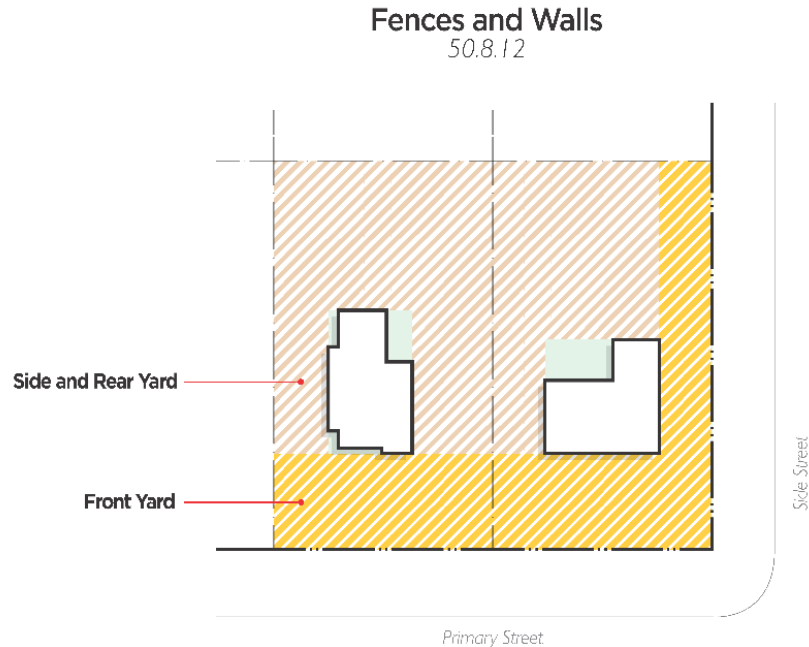 Fences and Walls
50.8.12
Side and Rear Yard
Front Yard
Side Street
Primary Street